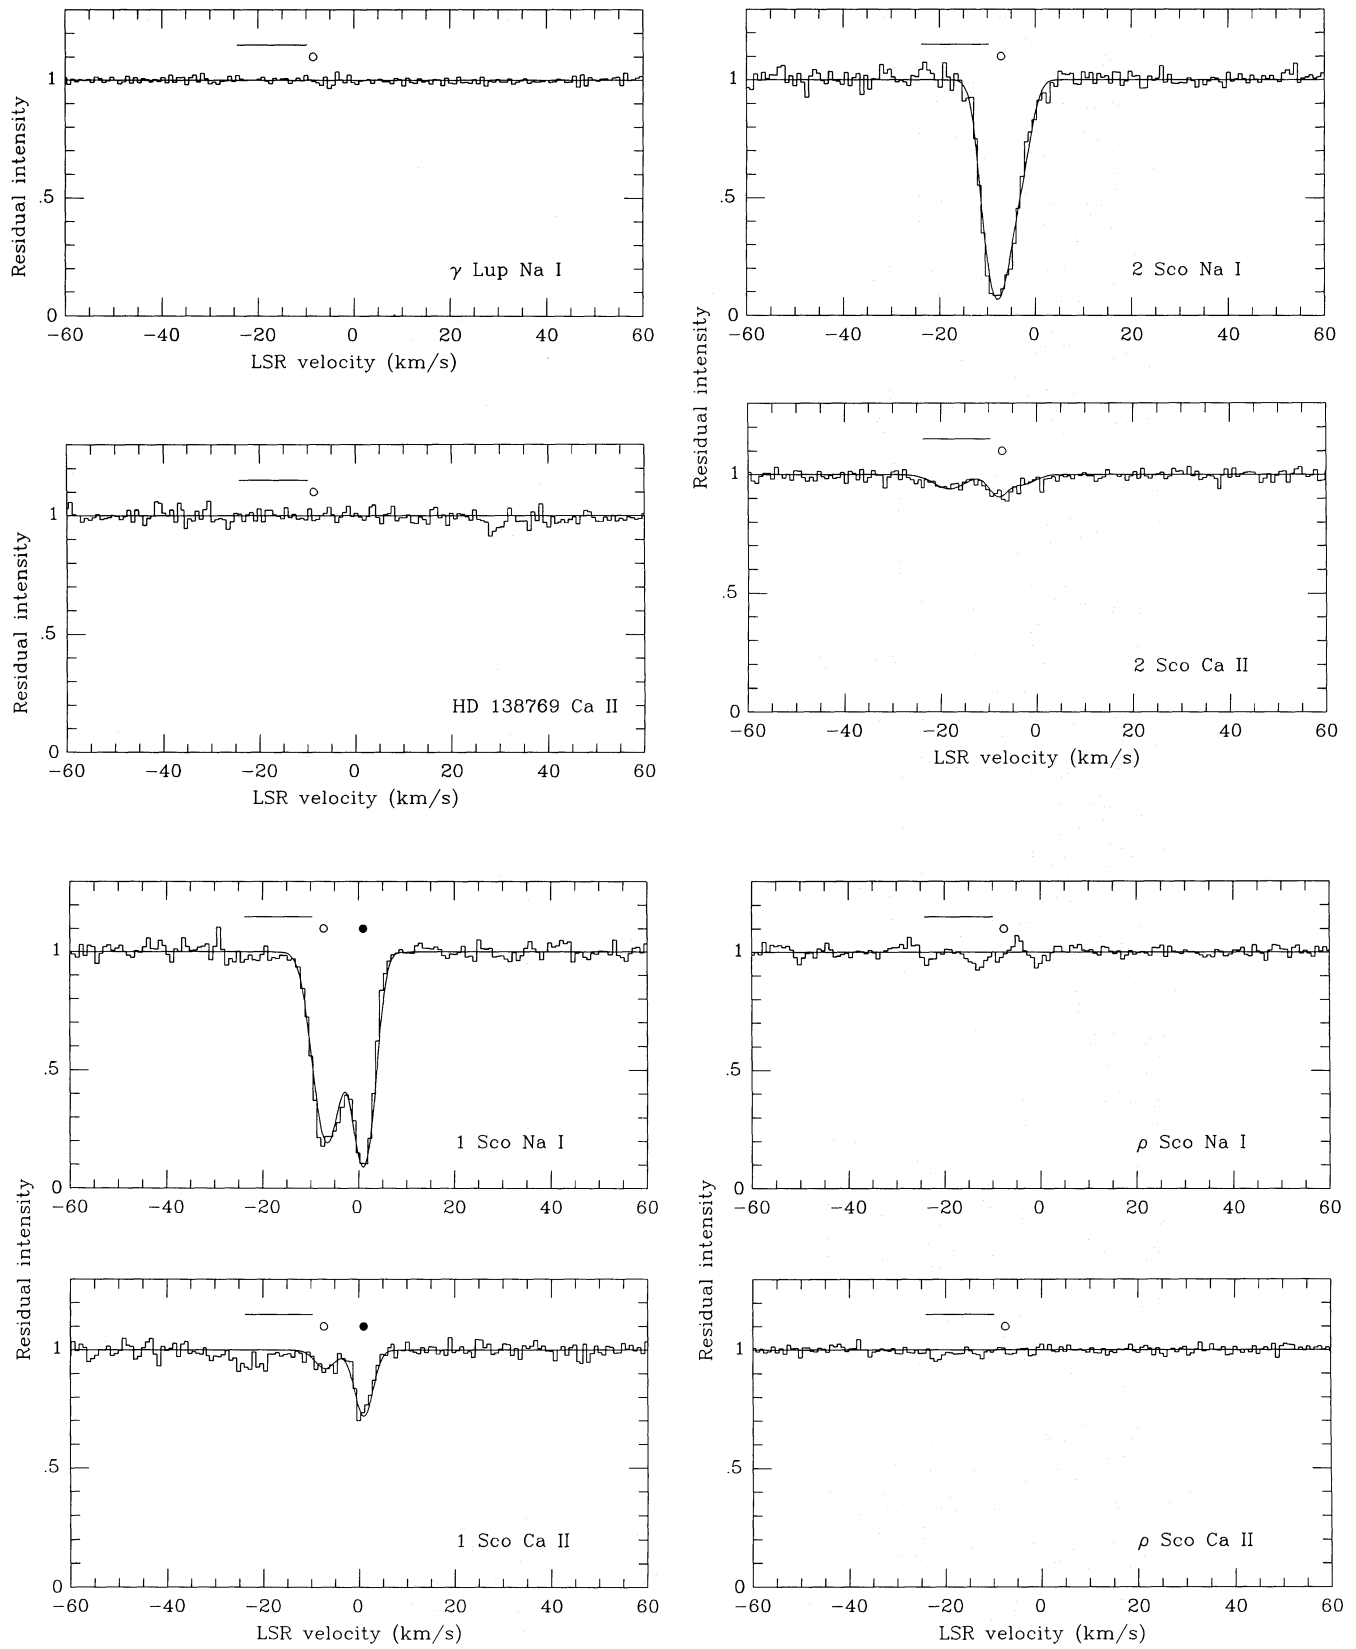 1
.5
0
Residual intensity
γ Lup Na I
−60 −40 −20 0 20 40 60
LSR velocity (km/s)
1
.5
0
Residual intensity
HD 138769 Ca II
−60 −40 −20 0 20 40 60
LSR velocity (km/s)
1
.5
0
2 Sco Na I
−60 −40 −20 0 20 40 60
Residual intensity
1
.5
0
2 Sco Ca II
−60 −40 −20 0 20 40 60
LSR velocity (km/s)
1
.5
0
1 Sco Na I
−60 −40 −20 0 20 40 60
Residual intensity
1
.5
0
1 Sco Ca II
−60 −40 −20 0 20 40 60
LSR velocity (km/s)
1
.5
0
ρ Sco Na I
−60 −40 −20 0 20 40 60
Residual intensity
1
.5
0
ρ Sco Ca II
−60 −40 −20 0 20 40 60
LSR velocity (km/s)